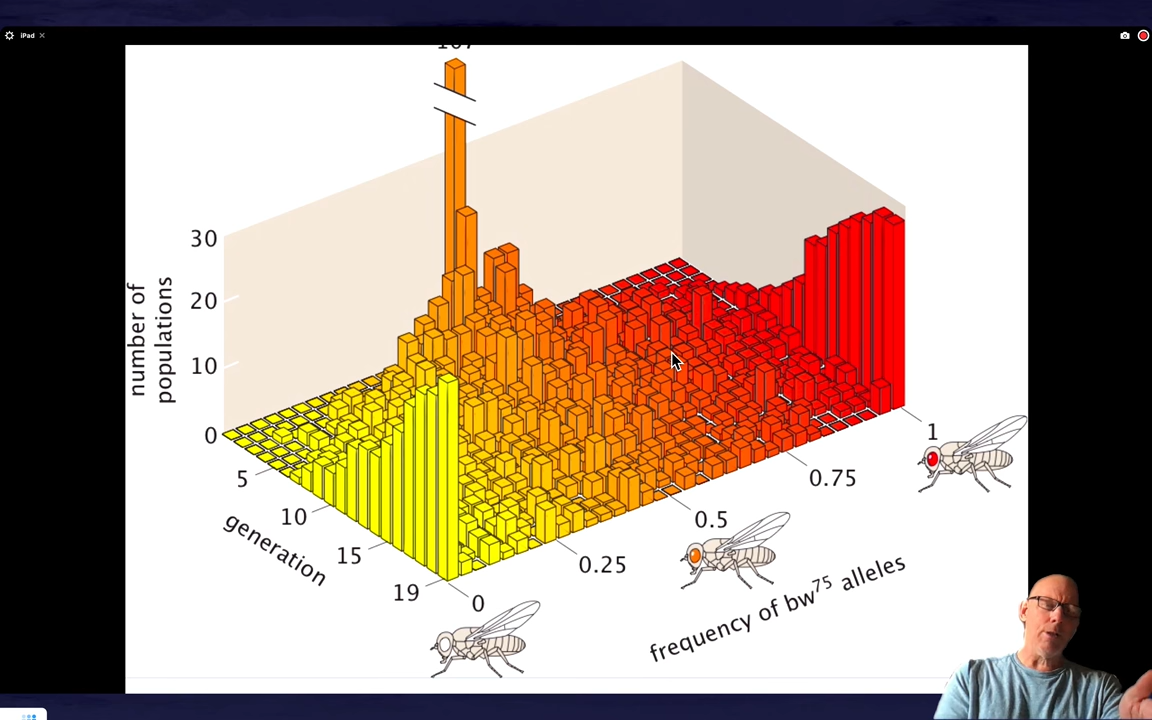 iPad
107
30
20
10
0
number of
populations
5
10
15
19
generation
0
0.25
0.5
0.75
1
frequency of bw75 alleles